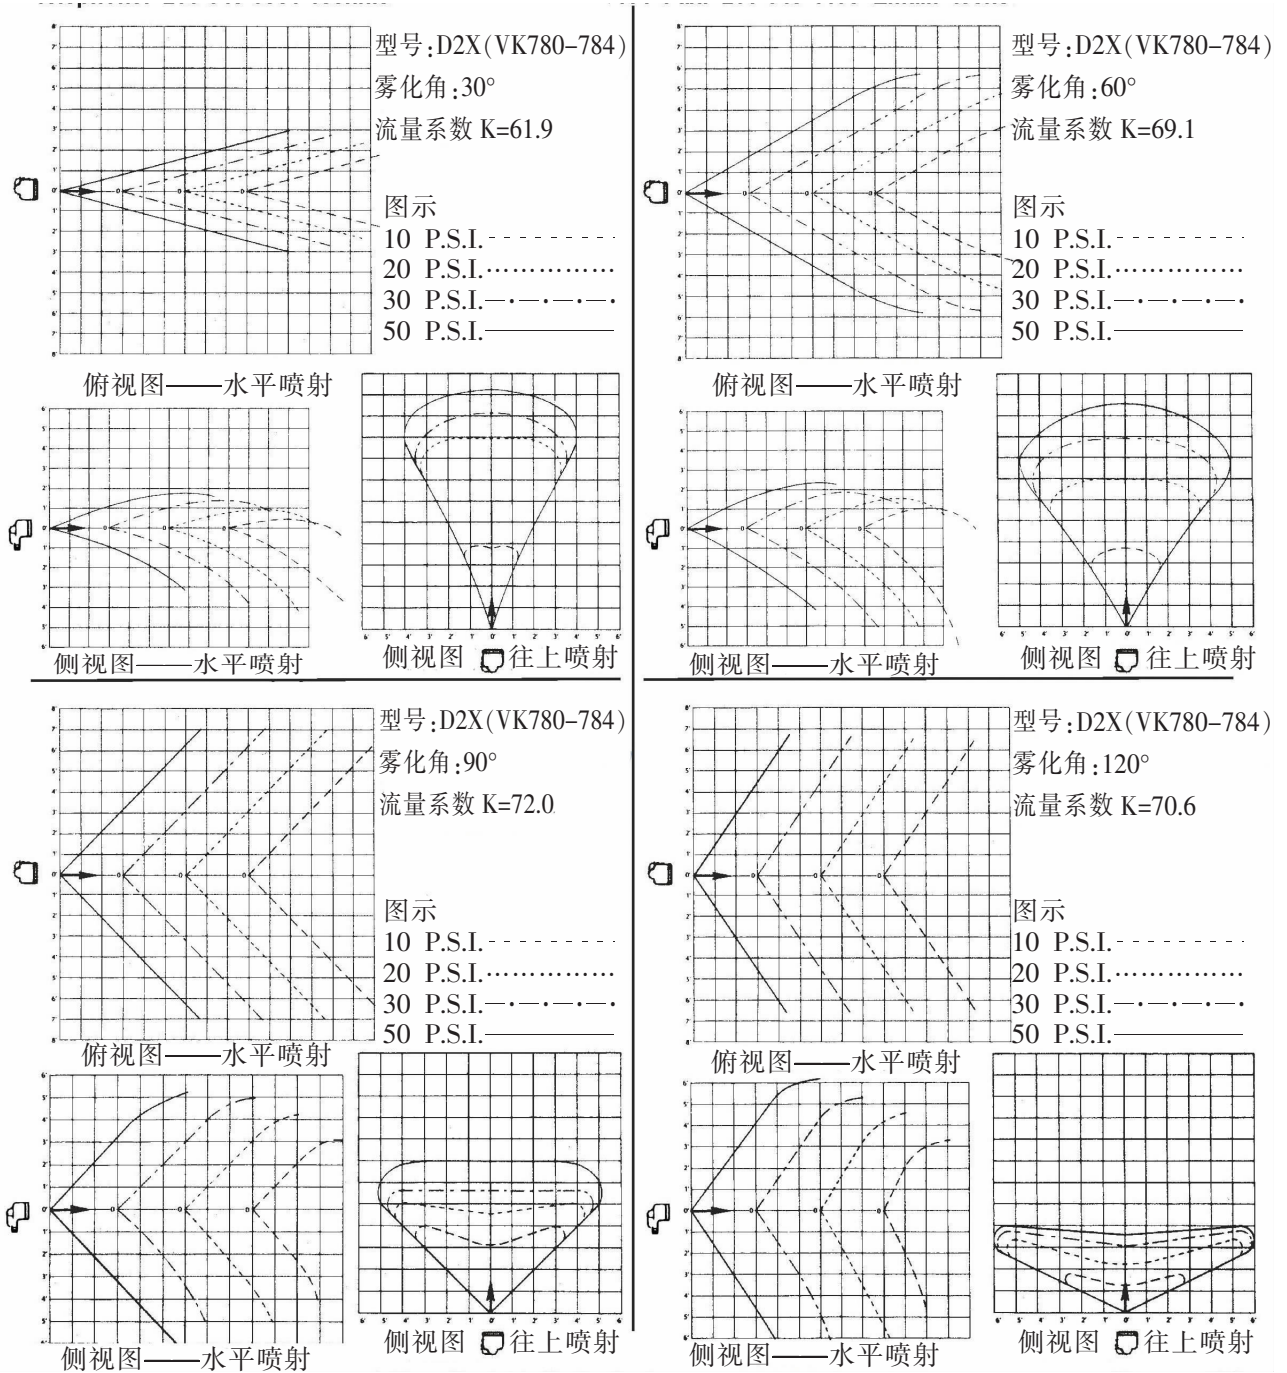 型号:D2X(VK780-784)
雾化角:30°
流量系数 K=61.9
图示
10 P.S.I.
20 P.S.I.
30 P.S.I.
50 P.S.I.
俯视图——水平喷射
侧视图——水平喷射
侧视图 往上喷射
型号:D2X(VK780-784)
雾化角:60°
流量系数 K=69.1
图示
10 P.S.I.
20 P.S.I.
30 P.S.I.
50 P.S.I.
俯视图——水平喷射
侧视图——水平喷射
侧视图 往上喷射
型号:D2X(VK780-784)
雾化角:90°
流量系数 K=72.0
图示
10 P.S.I.
20 P.S.I.
30 P.S.I.
50 P.S.I.
俯视图——水平喷射
侧视图——水平喷射
侧视图 往上喷射
型号:D2X(VK780-784)
雾化角:120°
流量系数 K=70.6
图示
10 P.S.I.
20 P.S.I.
30 P.S.I.
50 P.S.I.
俯视图——水平喷射
侧视图——水平喷射
侧视图 往上喷射